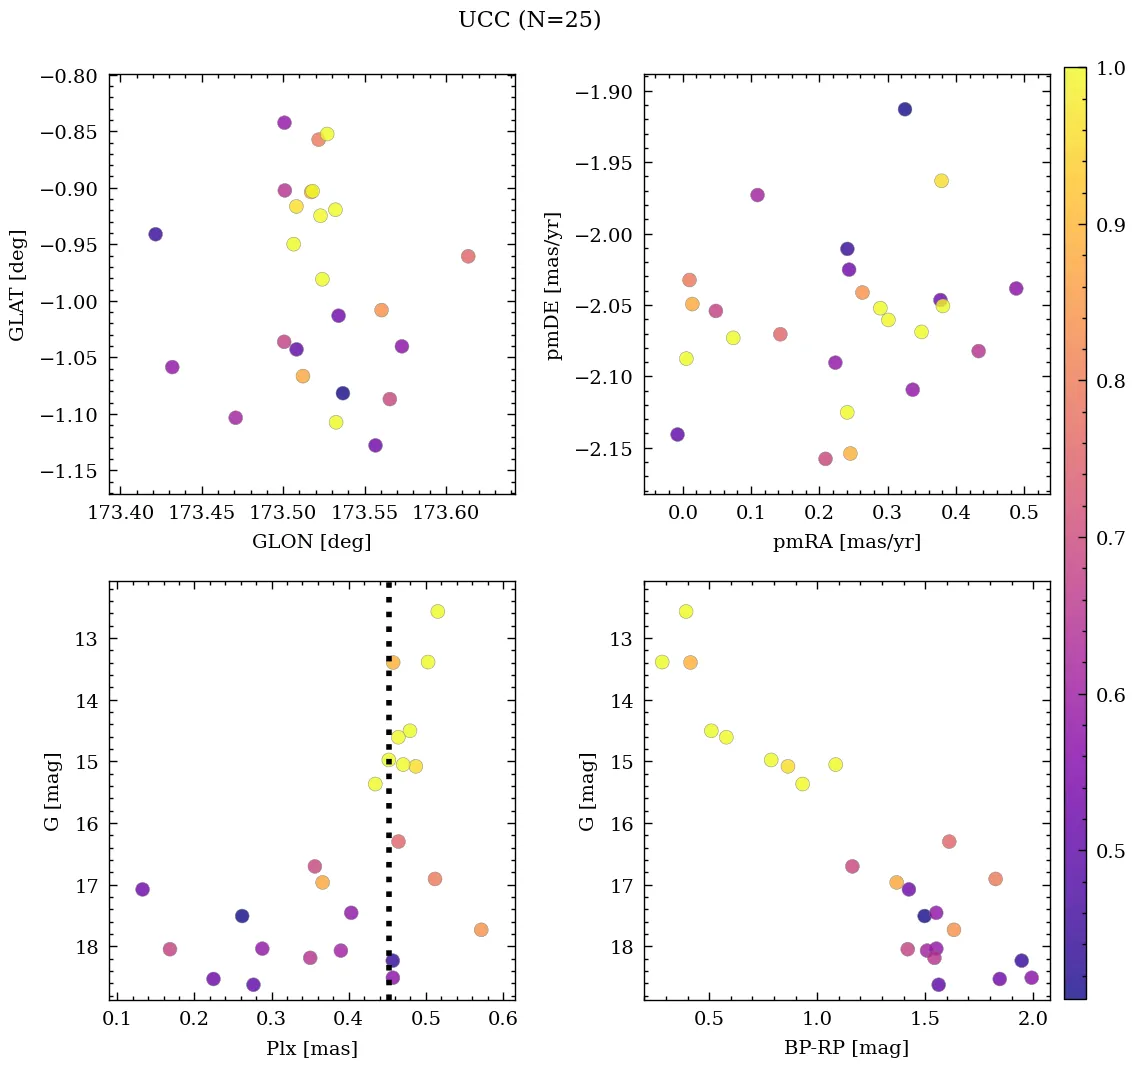 UCC (N=25)
−0.80
−0.85
−0.90
−0.95
−1.00
−1.05
−1.10
−1.15
GLAT [deg]
173.40 173.45 173.50 173.55 173.60
GLON [deg]
−1.90
−1.95
−2.00
−2.05
−2.10
−2.15
pmDE [mas/yr]
0.0 0.1 0.2 0.3 0.4 0.5
pmRA [mas/yr]
13
14
15
16
17
18
G [mag]
0.1 0.2 0.3 0.4 0.5 0.6
Plx [mas]
13
14
15
16
17
18
G [mag]
0.5 1.0 1.5 2.0
BP-RP [mag]
1.0
0.9
0.8
0.7
0.6
0.5